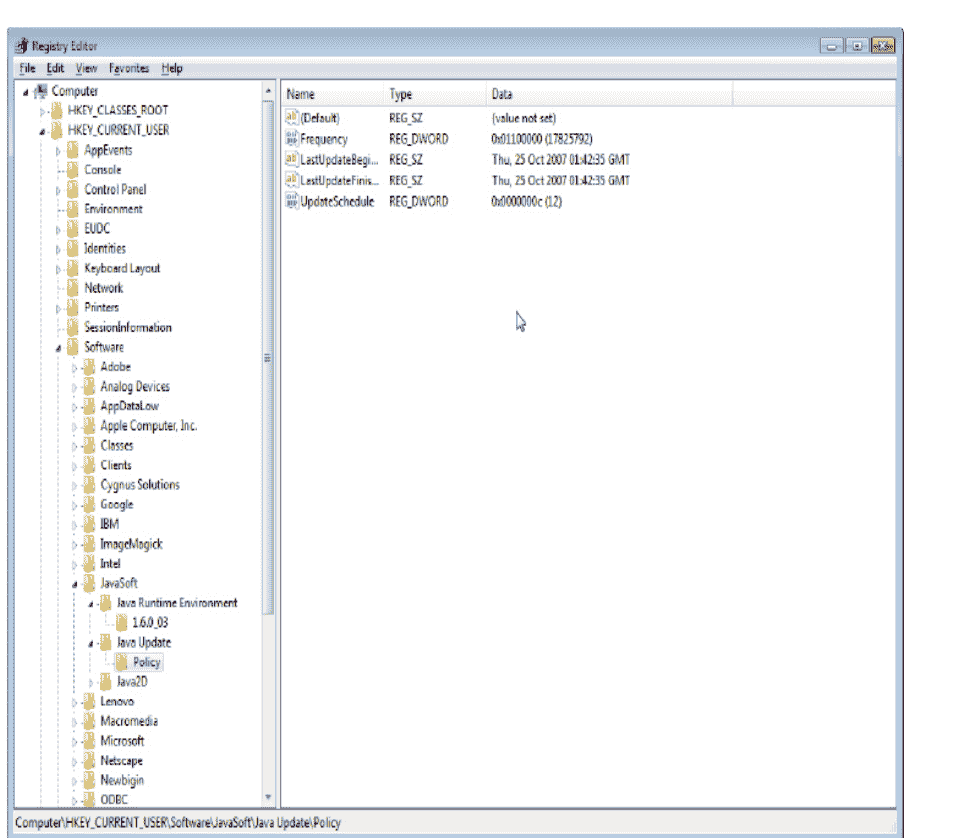 Registry Editor
File Edit View Favorites Help
Computer
HKEY_CLASSES_ROOT
HKEY_CURRENT_USER
AppEvents
Console
Control Panel
Environment
EUDC
Identities
Keyboard Layout
Network
Printers
SessionInformation
Software
Adobe
Analog Devices
AppDataLow
Apple Computer, Inc.
Classes
Clients
Cygnus Solutions
Google
IBM
ImageMagick
Intel
JavaSoft
Java Runtime Environment
1.6.0_03
Java Update
Policy
Java2D
Lenovo
Macromedia
Microsoft
Netscape
Newbigin
ODBC
Name Type Data
(Default) REG_SZ (value not set)
Frequency REG_DWORD 0x01100000 (17825792)
LastUpdateBegi... REG_SZ Thu, 25 Oct 2007 01:42:35 GMT
LastUpdateFinis... REG_SZ Thu, 25 Oct 2007 01:42:35 GMT
UpdateSchedule REG_DWORD 0x0000000c (12)
Computer\HKEY_CURRENT_USER\Software\JavaSoft\Java Update\Policy